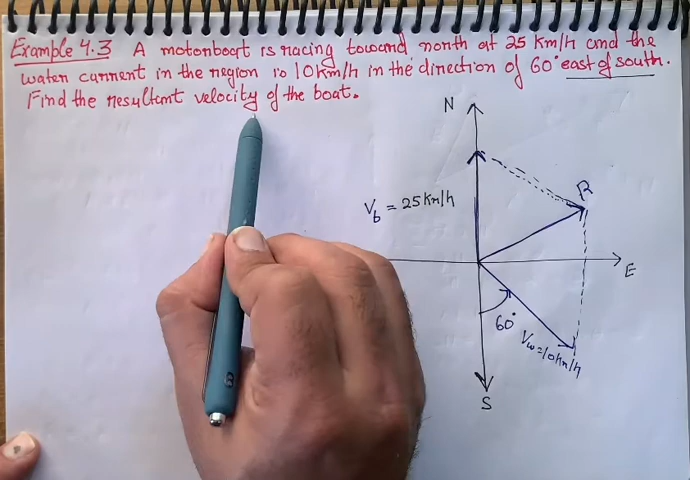 Example 4.3 A motorboat is racing toward north at 25 km/h and the
water current in the region is 10 km/h in the direction of 60° east of south.
Find the resultant velocity of the boat.
N
R
V_b = 25 km/h
E
60°
V_w = 10 km/h
S